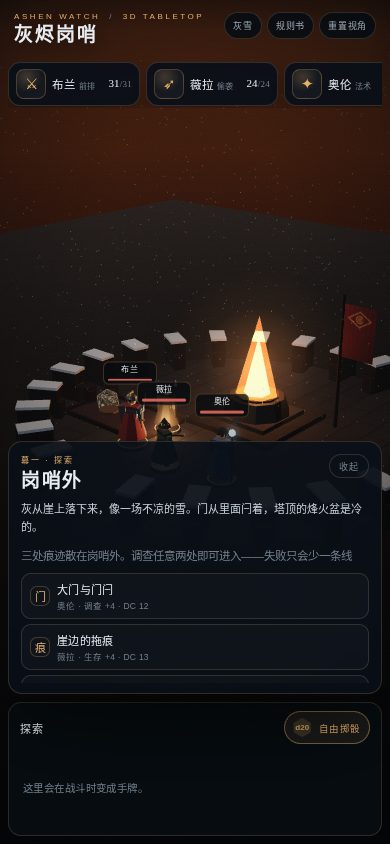 ASHEN WATCH / 3D TABLETOP
灰烬岗哨
灰雪
规则书
重置视角
布兰 前排 31/31
薇拉 偷袭 24/24
奥伦 法术
布兰
薇拉
奥伦
幕一 · 探索
岗哨外
收起
灰从崖上落下来，像一场不凉的雪。门从里面闩着，塔顶的烽火盆是冷的。
三处痕迹散在岗哨外。调查任意两处即可进入——失败只会少一条线
门
大门与门闩
奥伦 · 调查 +4 · DC 12
痕
崖边的拖痕
薇拉 · 生存 +4 · DC 13
探索
d20 自由掷骰
这里会在战斗时变成手牌。